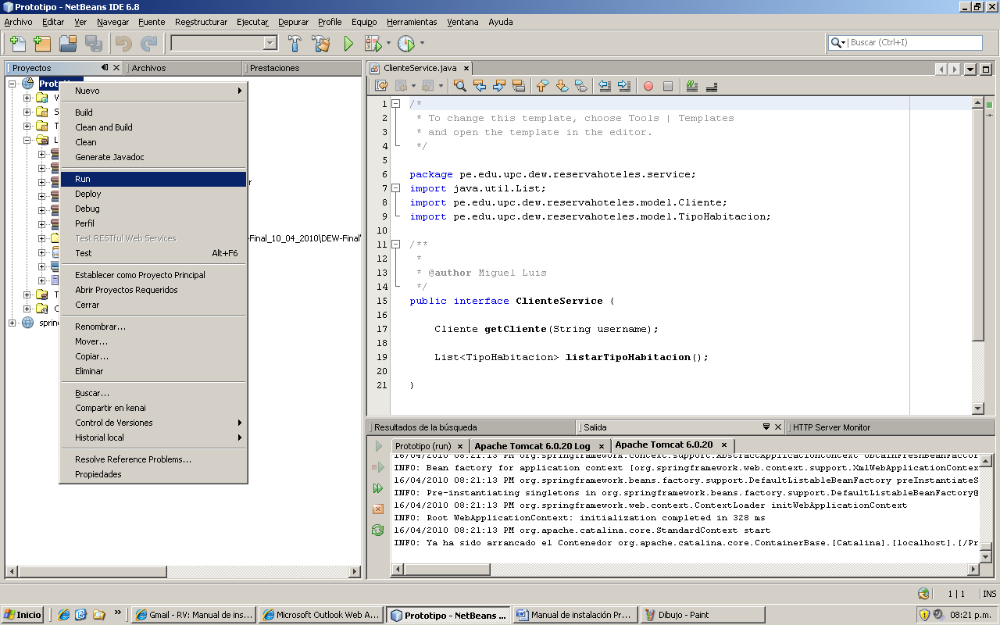 Prototipo - NetBeans IDE 6.8
Archivo Editar Ver Navegar Fuente Reestructurar Ejecutar Depurar Profile Equipo Herramientas Ventana Ayuda
Buscar (Ctrl+I)
Proyectos
Archivos
Prestaciones
Nuevo
Build
Clean and Build
Clean
Generate Javadoc
Run
Deploy
Debug
Perfil
Test RESTful Web Services
Test Alt+F6
Establecer como Proyecto Principal
Abrir Proyectos Requeridos
Cerrar
Renombrar...
Mover...
Copiar...
Eliminar
Buscar...
Compartir en kenai
Control de Versiones
Historial local
Resolve Reference Problems...
Propiedades
-Final_10_04_2010\DEW-Final\
ClienteService.java
1 /*
2 * To change this template, choose Tools | Templates
3 * and open the template in the editor.
4 */
5
6 package pe.edu.upc.dew.reservahoteles.service;
7 import java.util.List;
8 import pe.edu.upc.dew.reservahoteles.model.Cliente;
9 import pe.edu.upc.dew.reservahoteles.model.TipoHabitacion;
10
11 /**
12 *
13 * @author Miguel Luis
14 */
15 public interface ClienteService {
16
17 Cliente getCliente(String username);
18
19 List<TipoHabitacion> listarTipoHabitacion();
20
21 }
Resultados de la búsqueda
Salida
HTTP Server Monitor
Prototipo (run)
Apache Tomcat 6.0.20 Log
Apache Tomcat 6.0.20
16/04/2010 08:21:13 PM org.springframework.context.support.AbstractApplicationContext obtainFreshBeanFactor
INFO: Bean factory for application context [org.springframework.web.context.support.XmlWebApplicationContex
16/04/2010 08:21:13 PM org.springframework.beans.factory.support.DefaultListableBeanFactory preInstantiateS
INFO: Pre-instantiating singletons in org.springframework.beans.factory.support.DefaultListableBeanFactory@
16/04/2010 08:21:13 PM org.springframework.web.context.ContextLoader initWebApplicationContext
INFO: Root WebApplicationContext: initialization completed in 328 ms
16/04/2010 08:21:13 PM org.apache.catalina.core.StandardContext start
INFO: Ya ha sido arrancado el Contenedor org.apache.catalina.core.ContainerBase.[Catalina].[localhost].[/Pr
1 | 1 INS
Inicio
Gmail - RV: Manual de ins...
Microsoft Outlook Web A...
Prototipo - NetBeans ...
Manual de instalación Pr...
Dibujo - Paint
08:21 p.m.